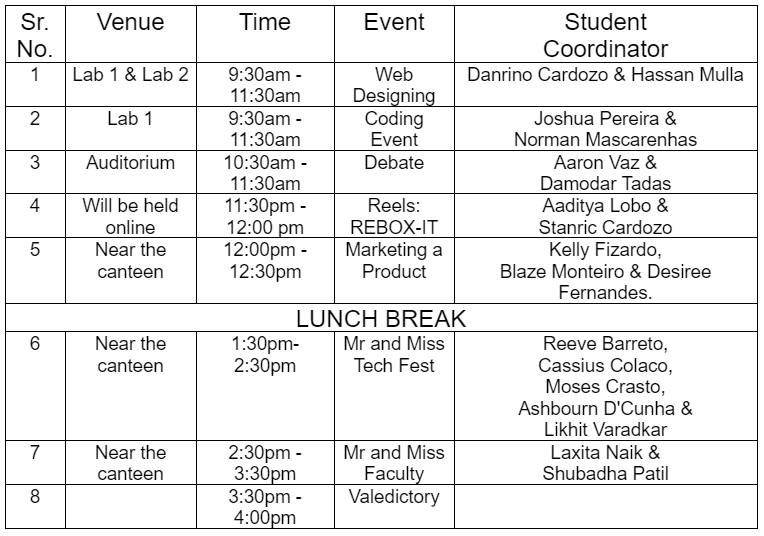 Sr. No. Venue Time Event Student Coordinator
1 Lab 1 & Lab 2 9:30am - 11:30am Web Designing Danrino Cardozo & Hassan Mulla
2 Lab 1 9:30am - 11:30am Coding Event Joshua Pereira & Norman Mascarenhas
3 Auditorium 10:30am - 11:30am Debate Aaron Vaz & Damodar Tadas
4 Will be held online 11:30pm - 12:00 pm Reels: REBOX-IT Aaditya Lobo & Stanric Cardozo
5 Near the canteen 12:00pm - 12:30pm Marketing a Product Kelly Fizardo, Blaze Monteiro & Desiree Fernandes.
LUNCH BREAK
6 Near the canteen 1:30pm- 2:30pm Mr and Miss Tech Fest Reeve Barreto, Cassius Colaco, Moses Crasto, Ashbourn D'Cunha & Likhit Varadkar
7 Near the canteen 2:30pm - 3:30pm Mr and Miss Faculty Laxita Naik & Shubadha Patil
8 3:30pm - 4:00pm Valedictory